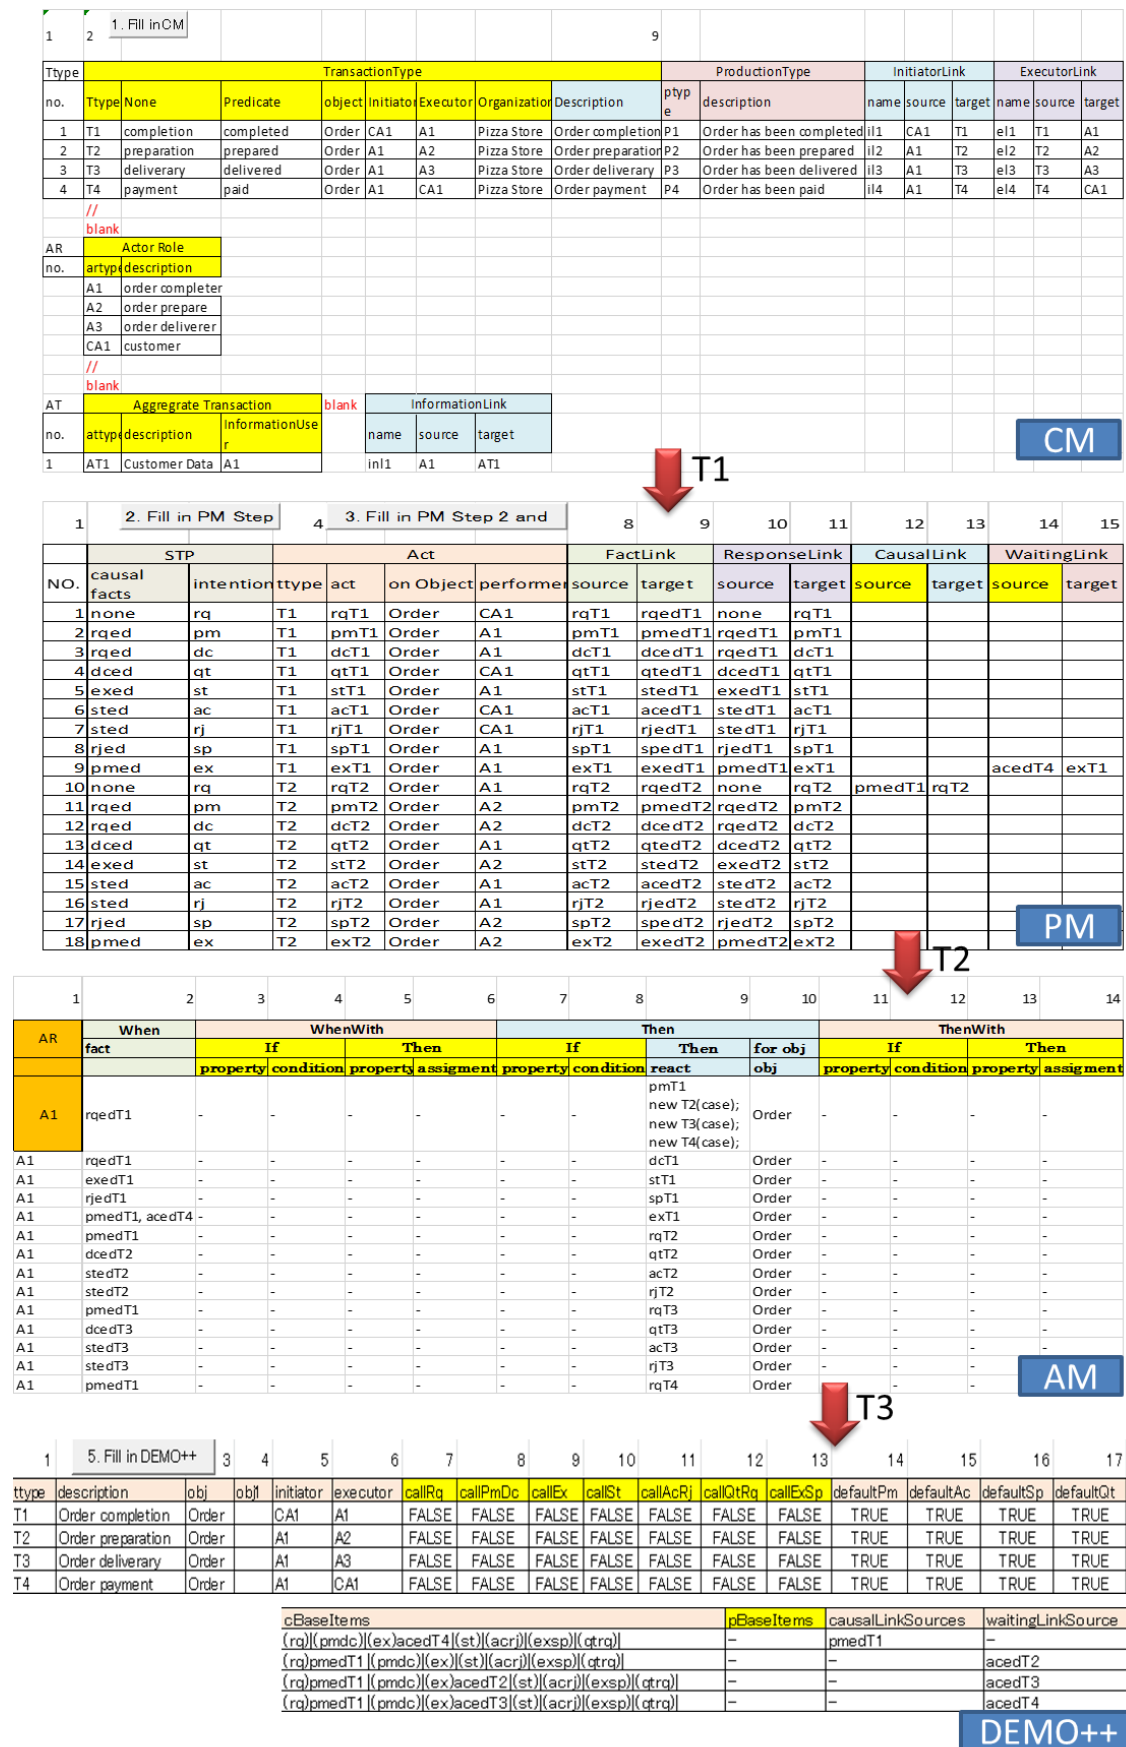 1 2 1. Fill in CM 9
Ttype TransactionType ProductionType InitiatorLink ExecutorLink
no. Ttype None Predicate object Initiator Executor Organization Description ptype description name source target name source target
1 T1 completion completed Order CA1 A1 Pizza Store Order completion P1 Order has been completed il1 CA1 T1 el1 T1 A1
2 T2 preparation prepared Order A1 A2 Pizza Store Order preparation P2 Order has been prepared il2 A1 T2 el2 T2 A2
3 T3 deliverary delivered Order A1 A3 Pizza Store Order deliverary P3 Order has been delivered il3 A1 T3 el3 T3 A3
4 T4 payment paid Order A1 CA1 Pizza Store Order payment P4 Order has been paid il4 A1 T4 el4 T4 CA1
//
blank
AR Actor Role
no. artype description
A1 order completer
A2 order prepare
A3 order deliverer
CA1 customer
//
blank
AT Aggregrate Transaction blank InformationLink
no. attype description InformationUser name source target
1 AT1 Customer Data A1 inl1 A1 AT1
CM
T1
1 2. Fill in PM Step 4 3. Fill in PM Step 2 and 8 9 10 11 12 13 14 15
STP Act FactLink ResponseLink CausalLink WaitingLink
NO. causal facts intention ttype act on Object performer source target source target source target source target
1 none rq T1 rqT1 Order CA1 rqT1 rqedT1 none rqT1
2 rqed pm T1 pmT1 Order A1 pmT1 pmedT1 rqedT1 pmT1
3 rqed dc T1 dcT1 Order A1 dcT1 dcedT1 rqedT1 dcT1
4 dced qt T1 qtT1 Order CA1 qtT1 qtedT1 dcedT1 qtT1
5 exed st T1 stT1 Order A1 stT1 stedT1 exedT1 stT1
6 sted ac T1 acT1 Order CA1 acT1 acedT1 stedT1 acT1
7 sted rj T1 rjT1 Order CA1 rjT1 rjedT1 stedT1 rjT1
8 rjed sp T1 spT1 Order A1 spT1 spedT1 rjedT1 spT1
9 pmed ex T1 exT1 Order A1 exT1 exedT1 pmedT1 exT1 acedT4 exT1
10 none rq T2 rqT2 Order A1 rqT2 rqedT2 none rqT2 pmedT1 rqT2
11 rqed pm T2 pmT2 Order A2 pmT2 pmedT2 rqedT2 pmT2
12 rqed dc T2 dcT2 Order A2 dcT2 dcedT2 rqedT2 dcT2
13 dced qt T2 qtT2 Order A1 qtT2 qtedT2 dcedT2 qtT2
14 exed st T2 stT2 Order A2 stT2 stedT2 exedT2 stT2
15 sted ac T2 acT2 Order A1 acT2 acedT2 stedT2 acT2
16 sted rj T2 rjT2 Order A1 rjT2 rjedT2 stedT2 rjT2
17 rjed sp T2 spT2 Order A2 spT2 spedT2 rjedT2 spT2
18 pmed ex T2 exT2 Order A2 exT2 exedT2 pmedT2 exT2
PM
T2
1 2 3 4 5 6 7 8 9 10 11 12 13 14
AR When WhenWith Then ThenWith
fact If Then If Then for obj If Then
property condition property assigment property condition react obj property condition property assigment
A1 rqedT1 - - - - - - pmT1 Order - - - -
new T2(case);
new T3(case);
new T4(case);
A1 rqedT1 - - - - - - dcT1 Order - - - -
A1 exedT1 - - - - - - stT1 Order - - - -
A1 rjedT1 - - - - - - spT1 Order - - - -
A1 pmedT1, acedT4 - - - - - - exT1 Order - - - -
A1 pmedT1 - - - - - - rqT2 Order - - - -
A1 dcedT2 - - - - - - qtT2 Order - - - -
A1 stedT2 - - - - - - acT2 Order - - - -
A1 stedT2 - - - - - - rjT2 Order - - - -
A1 pmedT1 - - - - - - rqT3 Order - - - -
A1 dcedT3 - - - - - - qtT3 Order - - - -
A1 stedT3 - - - - - - acT3 Order - - - -
A1 stedT3 - - - - - - rjT3 Order - - -
A1 pmedT1 - - - - - - rqT4 Order - - -
AM
T3
1 5. Fill in DEMO++ 3 4 5 6 7 8 9 10 11 12 13 14 15 16 17
ttype description obj obj1 initiator executor callRq callPmDc callEx callSt callAcRj callQtRq callExSp defaultPm defaultAc defaultSp defaultQt
T1 Order completion Order CA1 A1 FALSE FALSE FALSE FALSE FALSE FALSE FALSE TRUE TRUE TRUE TRUE
T2 Order preparation Order A1 A2 FALSE FALSE FALSE FALSE FALSE FALSE FALSE TRUE TRUE TRUE TRUE
T3 Order deliverary Order A1 A3 FALSE FALSE FALSE FALSE FALSE FALSE FALSE TRUE TRUE TRUE TRUE
T4 Order payment Order A1 CA1 FALSE FALSE FALSE FALSE FALSE FALSE FALSE TRUE TRUE TRUE TRUE
cBaseItems pBaseItems causalLinkSources waitingLinkSource
(rq)|(pmdc)|(ex)acedT4|(st)|(acrj)|(exsp)|(qtrq)| - pmedT1 -
(rq)pmedT1|(pmdc)|(ex)|(st)|(acrj)|(exsp)|(qtrq)| - - acedT2
(rq)pmedT1|(pmdc)|(ex)acedT2|(st)|(acrj)|(exsp)|(qtrq)| - - acedT3
(rq)pmedT1|(pmdc)|(ex)acedT3|(st)|(acrj)|(exsp)|(qtrq)| - - acedT4
DEMO++